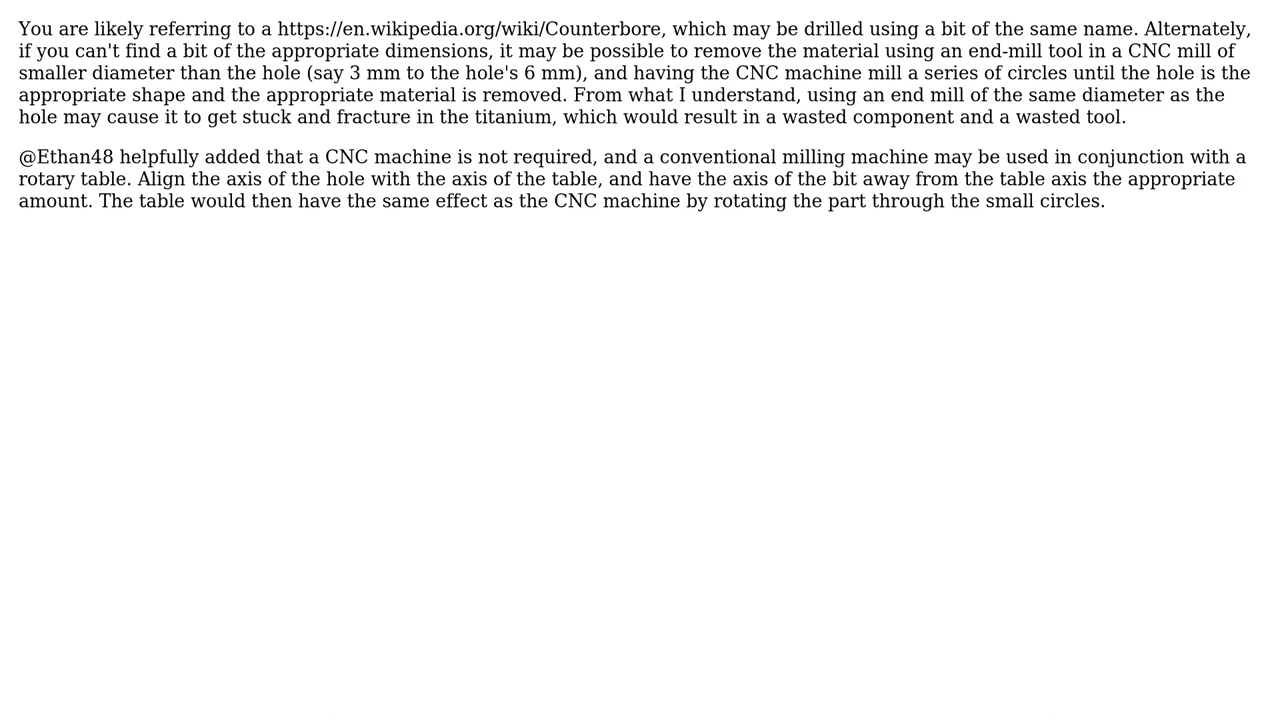 You are likely referring to a https://en.wikipedia.org/wiki/Counterbore, which may be drilled using a bit of the same name. Alternately,
if you can't find a bit of the appropriate dimensions, it may be possible to remove the material using an end-mill tool in a CNC mill of
smaller diameter than the hole (say 3 mm to the hole's 6 mm), and having the CNC machine mill a series of circles until the hole is the
appropriate shape and the appropriate material is removed. From what I understand, using an end mill of the same diameter as the
hole may cause it to get stuck and fracture in the titanium, which would result in a wasted component and a wasted tool.
@Ethan48 helpfully added that a CNC machine is not required, and a conventional milling machine may be used in conjunction with a
rotary table. Align the axis of the hole with the axis of the table, and have the axis of the bit away from the table axis the appropriate
amount. The table would then have the same effect as the CNC machine by rotating the part through the small circles.